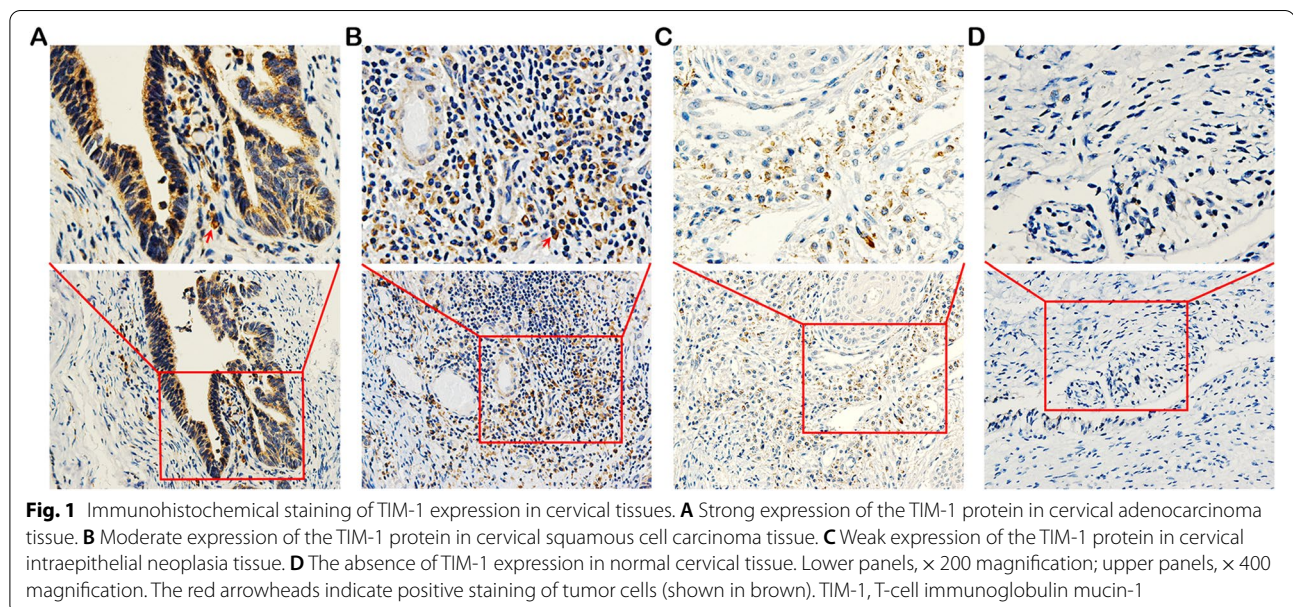 A B C D
Fig. 1 Immunohistochemical staining of TIM-1 expression in cervical tissues. A Strong expression of the TIM-1 protein in cervical adenocarcinoma
tissue. B Moderate expression of the TIM-1 protein in cervical squamous cell carcinoma tissue. C Weak expression of the TIM-1 protein in cervical
intraepithelial neoplasia tissue. D The absence of TIM-1 expression in normal cervical tissue. Lower panels, × 200 magnification; upper panels, × 400
magnification. The red arrowheads indicate positive staining of tumor cells (shown in brown). TIM-1, T-cell immunoglobulin mucin-1